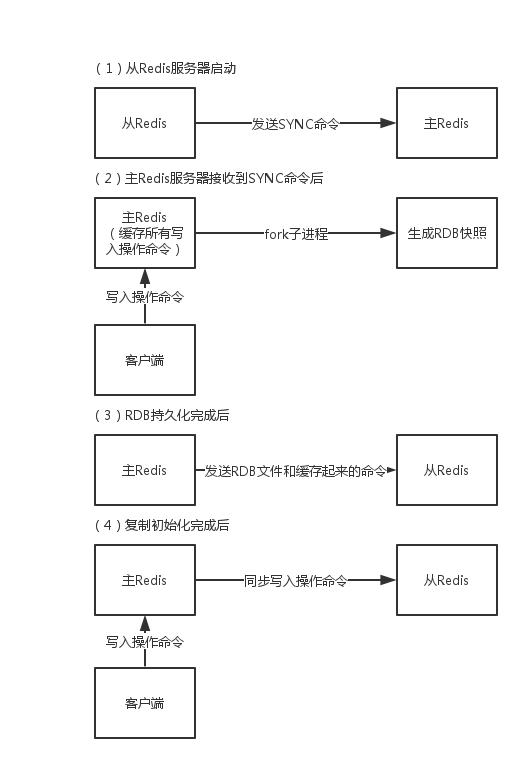 （1）从Redis服务器启动
从Redis
发送SYNC命令
主Redis
（2）主Redis服务器接收到SYNC命令后
主Redis
（缓存所有写
入操作命令）
fork子进程
生成RDB快照
写入操作命令
客户端
（3）RDB持久化完成后
主Redis
发送RDB文件和缓存起来的命令
从Redis
（4）复制初始化完成后
主Redis
同步写入操作命令
从Redis
写入操作命令
客户端